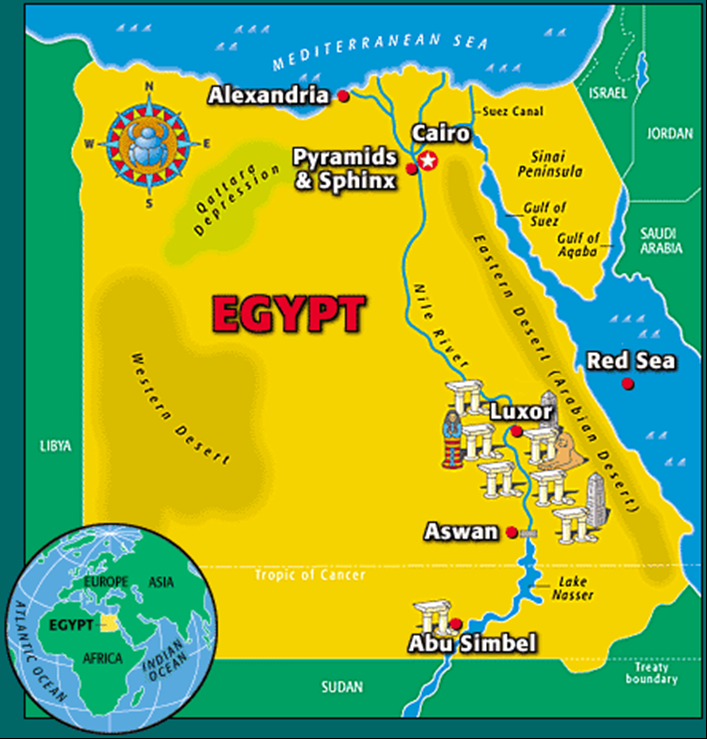 MEDITERRANEAN SEA
Alexandria
N
W
E
S
Suez Canal
ISRAEL
JORDAN
Cairo
Pyramids
& Sphinx
Sinai
Peninsula
Qattara
Depression
Gulf of
Suez
Gulf of
Aqaba
SAUDI
ARABIA
EGYPT
Nile River
Eastern Desert (Arabian Desert)
Red Sea
Western Desert
Luxor
LIBYA
Aswan
Tropic of Cancer
Lake
Nasser
Abu Simbel
Treaty
boundary
SUDAN
EUROPE
ASIA
EGYPT
AFRICA
ATLANTIC OCEAN
INDIAN
OCEAN